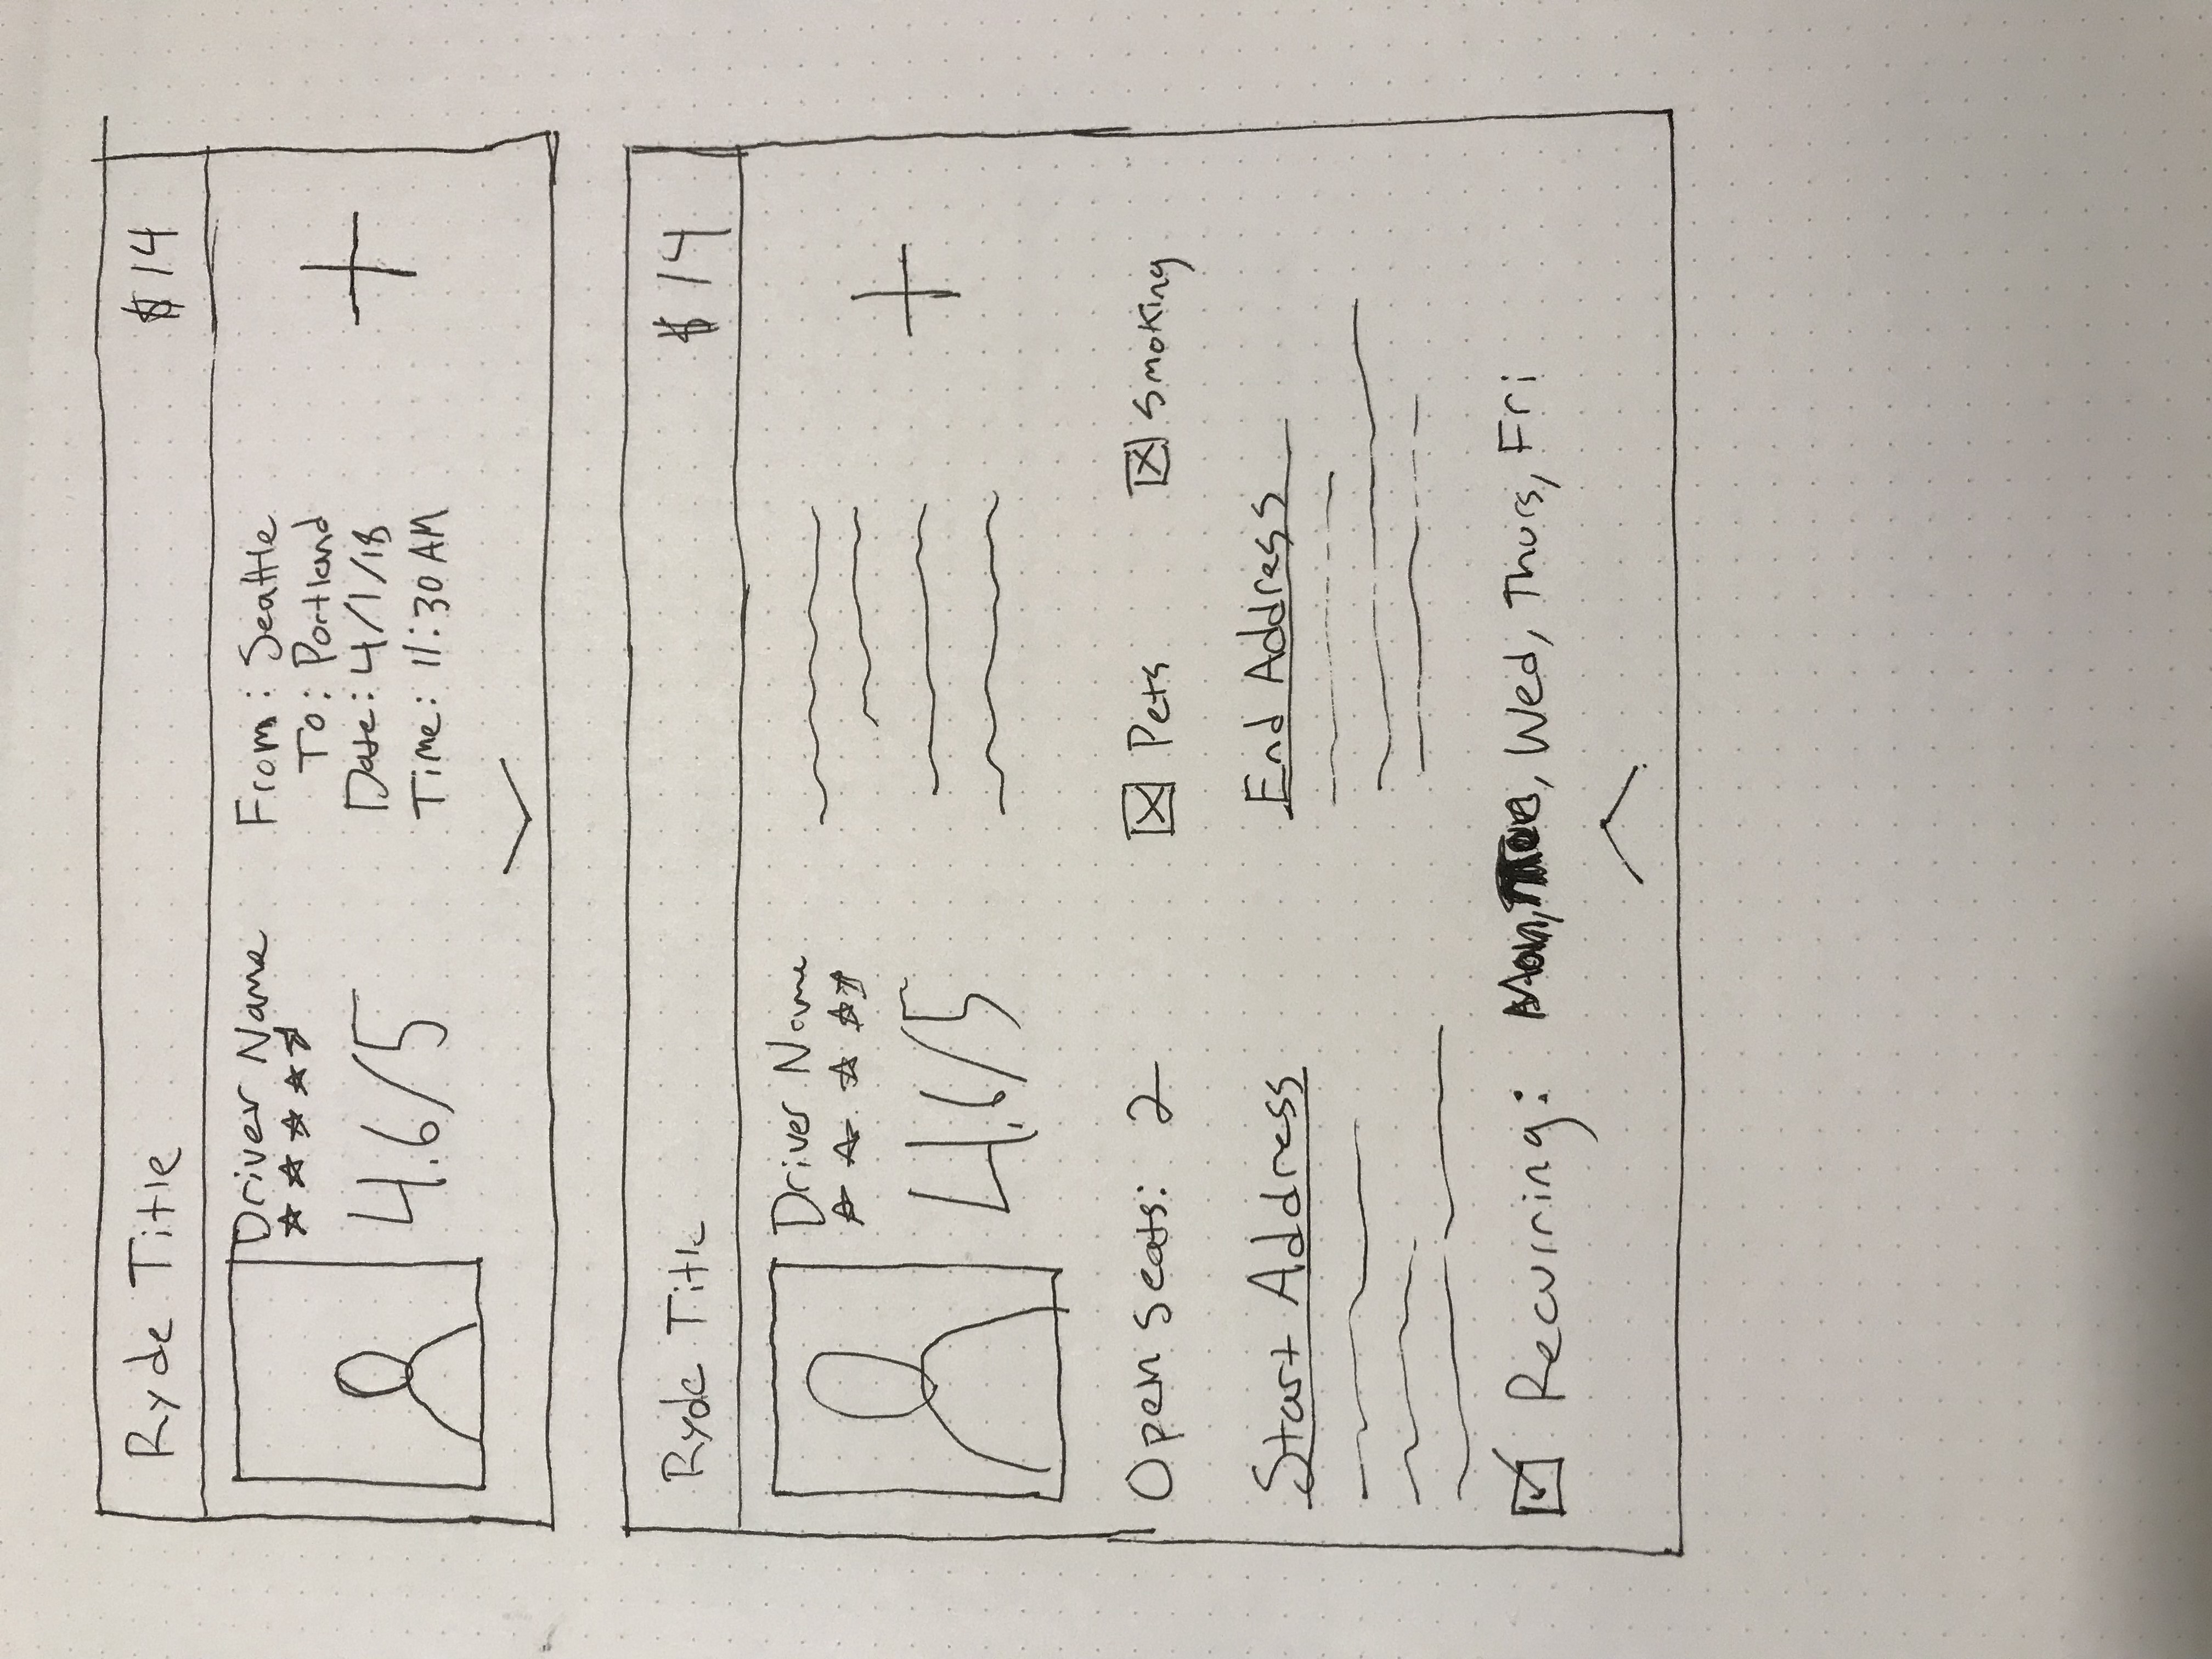 Ryde Title $14
Driver Name
4.6/5
From: Seattle
To: Portland
Date: 4/1/18
Time: 11:30 AM
Ryde Title $14
Driver Name
4.6/5
Open seats: 2
Pets
Smoking
Start Address
End Address
Recurring: Mon, Tue, Wed, Thurs, Fri